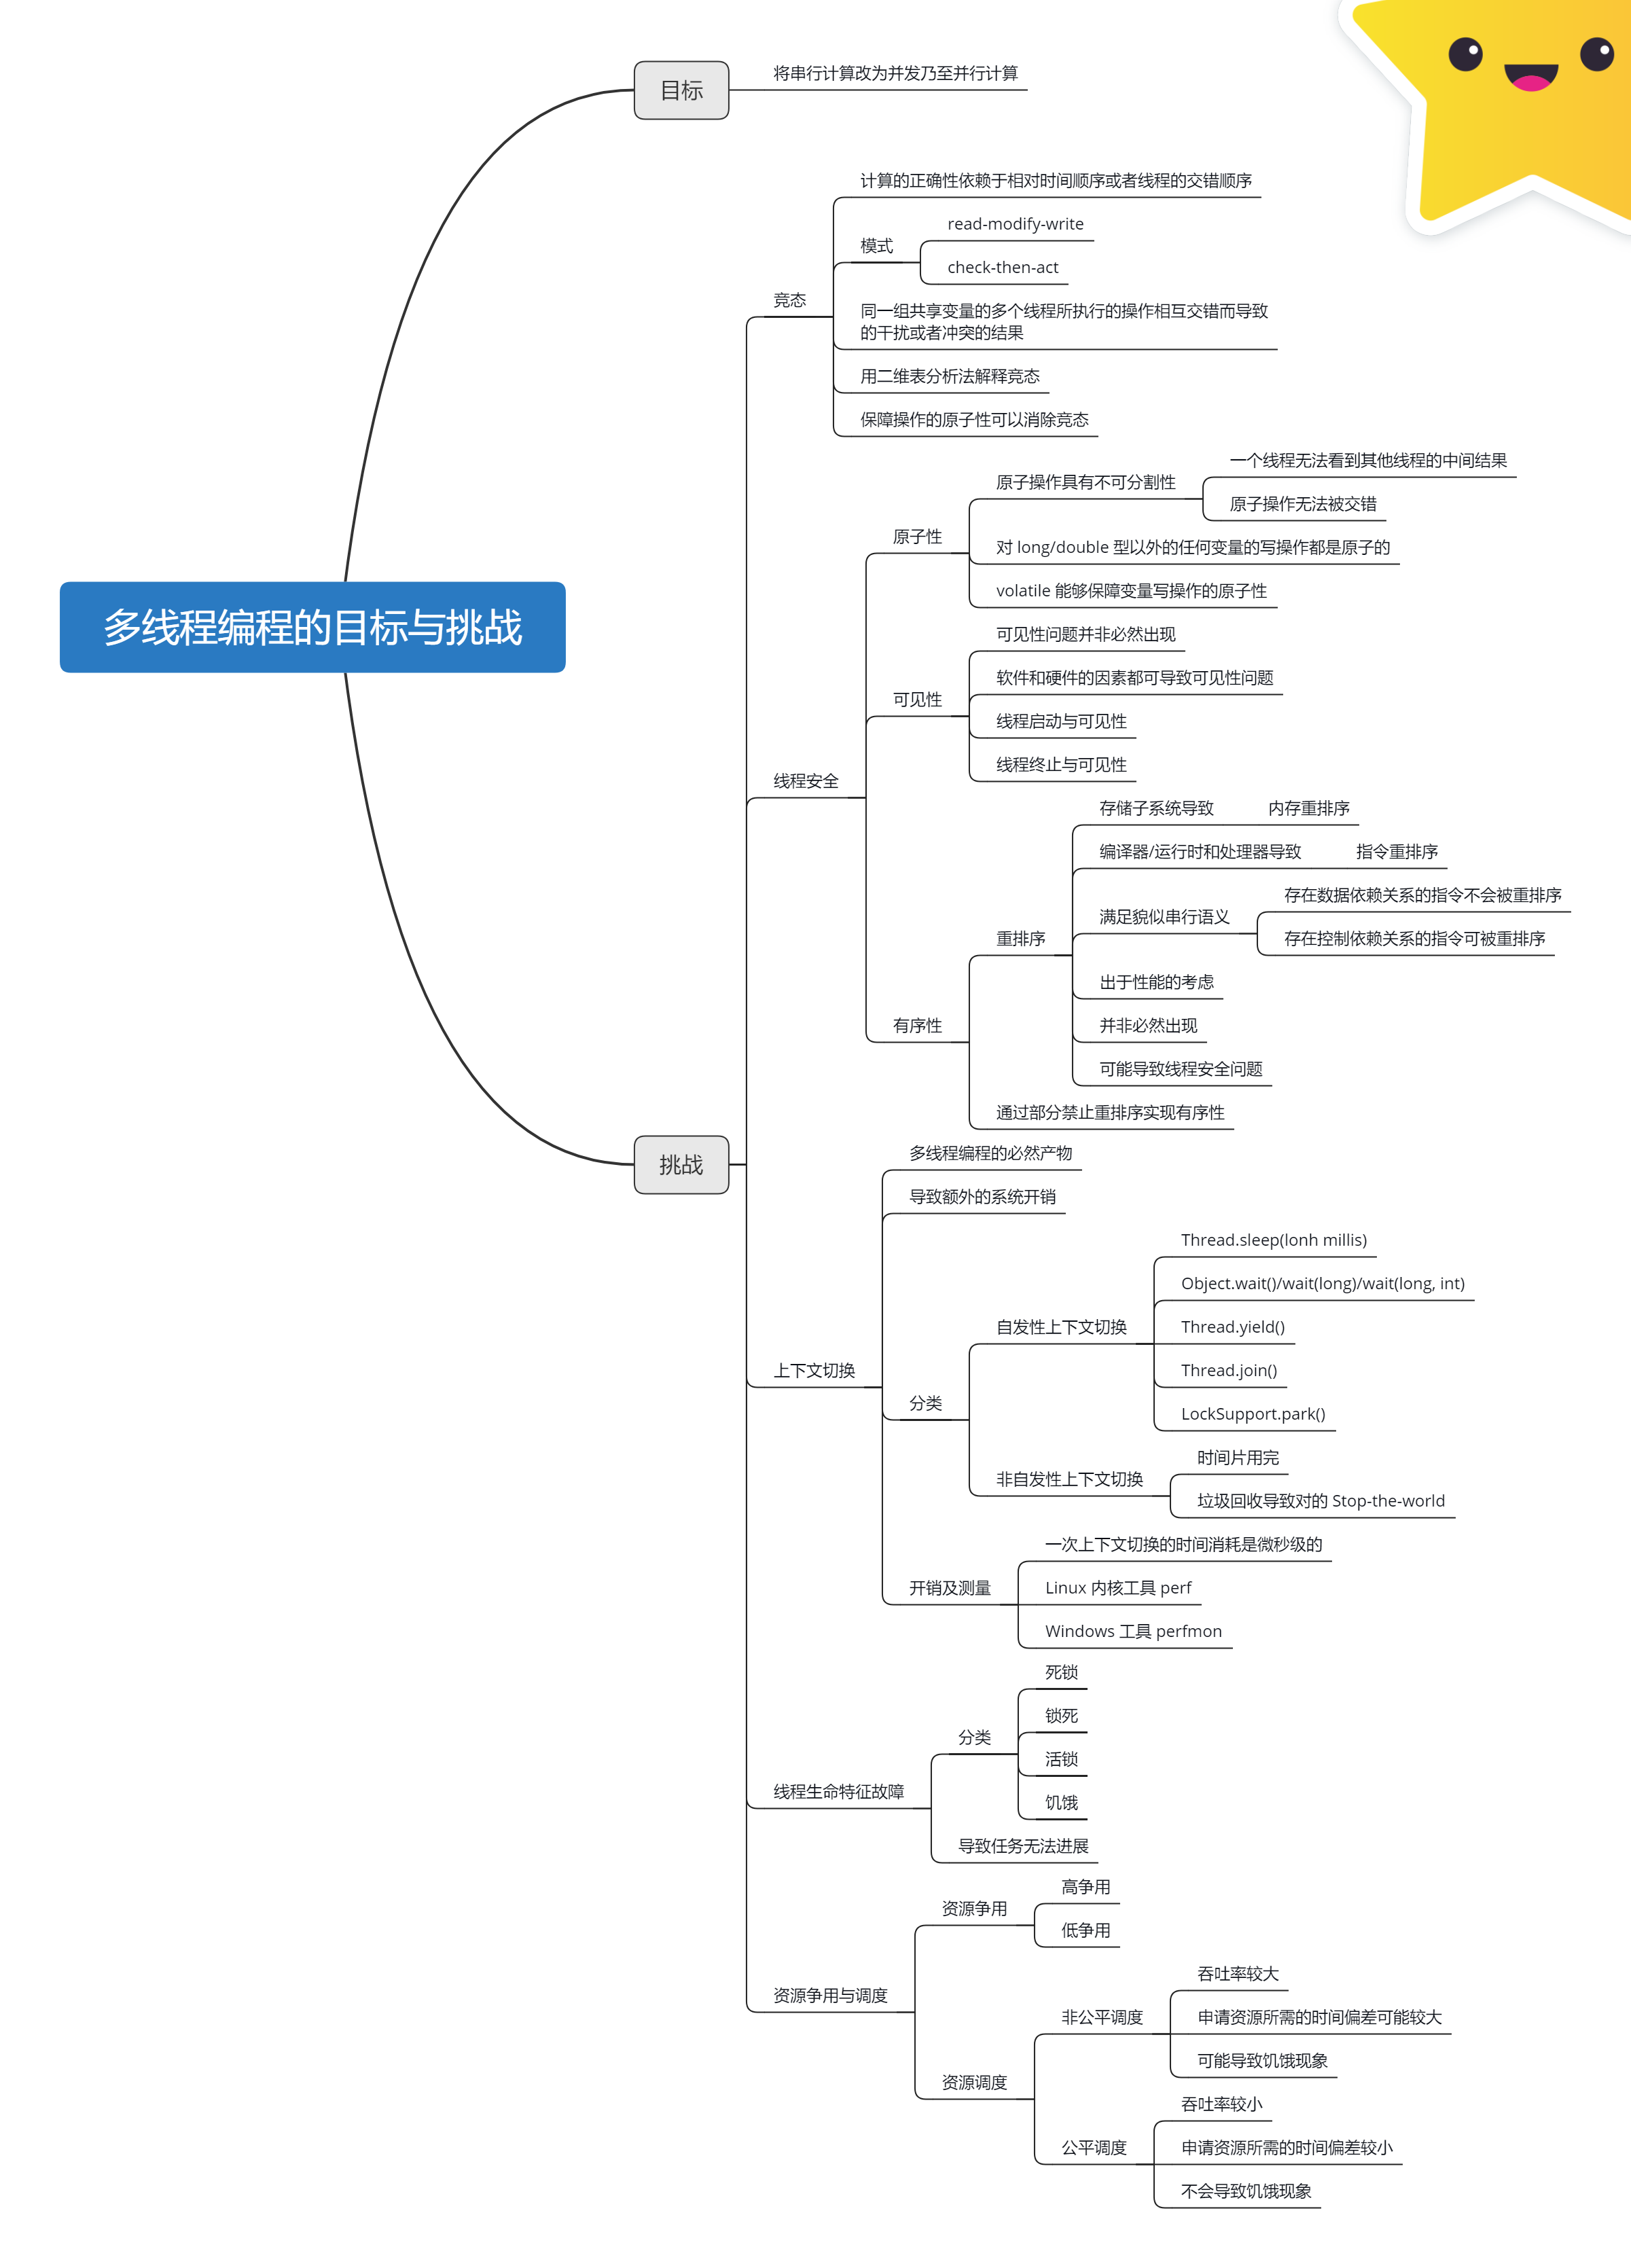 目标
将串行计算改为并发乃至并行计算
计算的正确性依赖于相对时间顺序或者线程的交错顺序
read-modify-write
模式
check-then-act
竞态
同一组共享变量的多个线程所执行的操作相互交错而导致
的干扰或者冲突的结果
用二维表分析法解释竞态
保障操作的原子性可以消除竞态
一个线程无法看到其他线程的中间结果
原子操作具有不可分割性
原子操作无法被交错
原子性
对 long/double 型以外的任何变量的写操作都是原子的
volatile 能够保障变量写操作的原子性
多线程编程的目标与挑战
可见性问题并非必然出现
软件和硬件的因素都可导致可见性问题
可见性
线程启动与可见性
线程终止与可见性
线程安全
存储子系统导致
内存重排序
编译器/运行时和处理器导致
指令重排序
存在数据依赖关系的指令不会被重排序
满足貌似串行语义
存在控制依赖关系的指令可被重排序
重排序
出于性能的考虑
并非必然出现
有序性
可能导致线程安全问题
通过部分禁止重排序实现有序性
挑战
多线程编程的必然产物
导致额外的系统开销
Thread.sleep(lonh millis)
Object.wait()/wait(long)/wait(long, int)
自发性上下文切换
Thread.yield()
Thread.join()
LockSupport.park()
上下文切换
分类
时间片用完
非自发性上下文切换
垃圾回收导致对的 Stop-the-world
一次上下文切换的时间消耗是微秒级的
开销及测量
Linux 内核工具 perf
Windows 工具 perfmon
死锁
锁死
分类
活锁
饥饿
线程生命特征故障
导致任务无法进展
高争用
资源争用
低争用
资源争用与调度
吞吐率较大
非公平调度
申请资源所需的时间偏差可能较大
可能导致饥饿现象
资源调度
吞吐率较小
公平调度
申请资源所需的时间偏差较小
不会导致饥饿现象